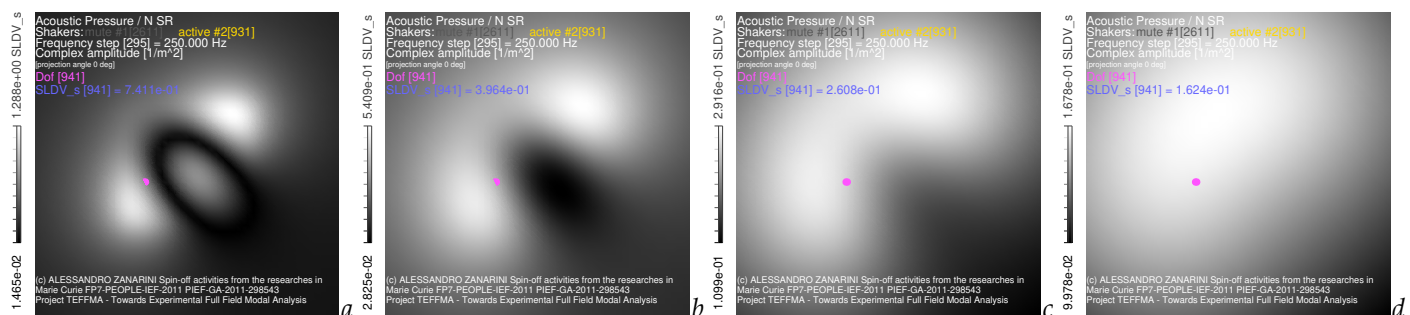 1.288e+00 SLDV_s
1.465e-02
Acoustic Pressure / N SR
Shakers: mute #1[2611] active #2[931]
Frequency step [295] = 250.000 Hz
Complex amplitude [1/m^2]
[projection angle 0 deg]
Dof [941]
SLDV_s [941] = 7.411e-01
(c) ALESSANDRO ZANARINI Spin-off activities from the researches in
Marie Curie FP7-PEOPLE-IEF-2011 PIEF-GA-2011-298543
Project TEFFMA - Towards Experimental Full Field Modal Analysis
a
5.409e-01 SLDV_s
2.825e-02
Acoustic Pressure / N SR
Shakers: mute #1[2611] active #2[931]
Frequency step [295] = 250.000 Hz
Complex amplitude [1/m^2]
[projection angle 0 deg]
Dof [941]
SLDV_s [941] = 3.964e-01
(c) ALESSANDRO ZANARINI Spin-off activities from the researches in
Marie Curie FP7-PEOPLE-IEF-2011 PIEF-GA-2011-298543
Project TEFFMA - Towards Experimental Full Field Modal Analysis
b
2.916e-01 SLDV_s
1.099e-01
Acoustic Pressure / N SR
Shakers: mute #1[2611] active #2[931]
Frequency step [295] = 250.000 Hz
Complex amplitude [1/m^2]
[projection angle 0 deg]
Dof [941]
SLDV_s [941] = 2.608e-01
(c) ALESSANDRO ZANARINI Spin-off activities from the researches in
Marie Curie FP7-PEOPLE-IEF-2011 PIEF-GA-2011-298543
Project TEFFMA - Towards Experimental Full Field Modal Analysis
c
1.678e-01 SLDV_s
9.978e-02
Acoustic Pressure / N SR
Shakers: mute #1[2611] active #2[931]
Frequency step [295] = 250.000 Hz
Complex amplitude [1/m^2]
[projection angle 0 deg]
Dof [941]
SLDV_s [941] = 1.624e-01
(c) ALESSANDRO ZANARINI Spin-off activities from the researches in
Marie Curie FP7-PEOPLE-IEF-2011 PIEF-GA-2011-298543
Project TEFFMA - Towards Experimental Full Field Modal Analysis
d